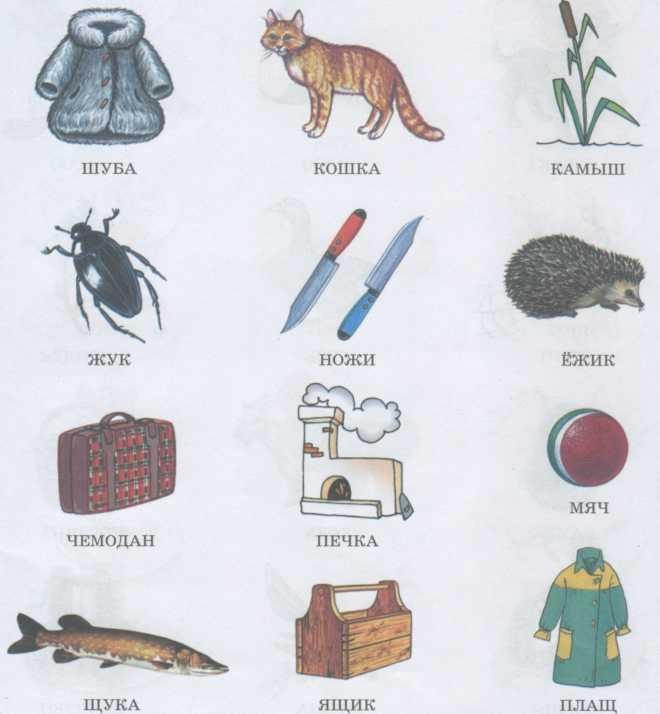 ШУБА КОШКА КАМЫШ
ЖУК НОЖИ ЁЖИК
ЧЕМОДАН ПЕЧКА МЯЧ
ЩУКА ЯЩИК ПЛАЩ